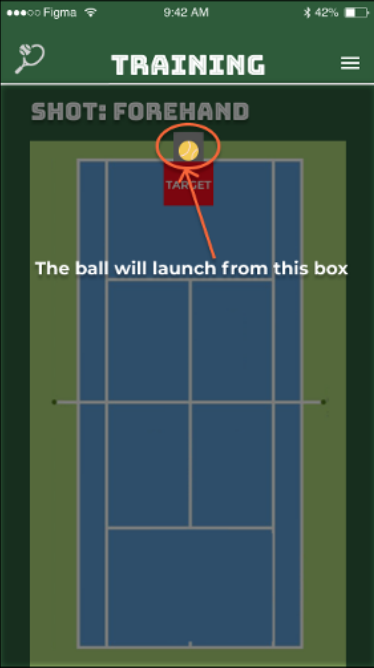 Figma
9:42 AM
42%
TRAINING
SHOT: FOREHAND
TARGET
The ball will launch from this box